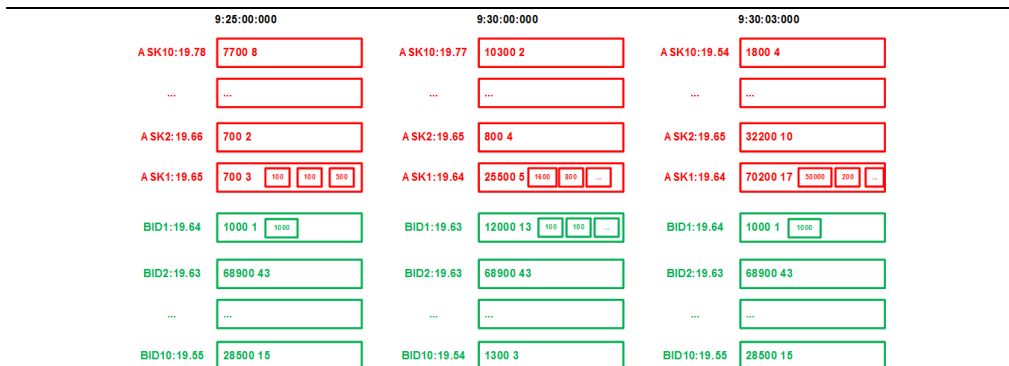 9:25:00:000 9:30:00:000 9:30:03:000
ASK10:19.78 7700 8 ASK10:19.77 10300 2 ASK10:19.54 1800 4
... ... ... ... ... ...
ASK2:19.66 700 2 ASK2:19.65 800 4 ASK2:19.65 32200 10
ASK1:19.65 700 3 100 100 500 ASK1:19.64 25500 5 1600 800 ... ASK1:19.64 70200 17 50000 200 ...
BID1:19.64 1000 1 1000 BID1:19.63 12000 13 100 100 ... BID1:19.64 1000 1 1000
BID2:19.63 68900 43 BID2:19.63 68900 43 BID2:19.63 68900 43
... ... ... ... ... ...
BID10:19.55 28500 15 BID10:19.54 1300 3 BID10:19.55 28500 15